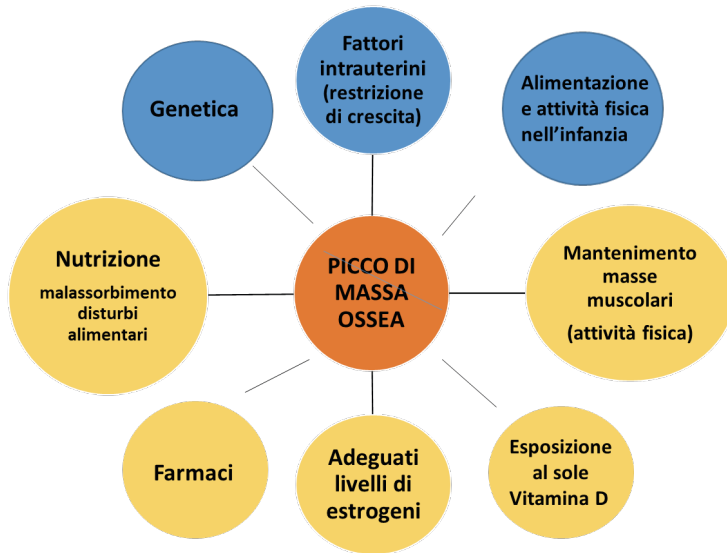 Fattori
intrauterini
(restrizione
di crescita)
Genetica
Alimentazione
e attività fisica
nell'infanzia
Nutrizione
malassorbimento
disturbi
alimentari
PICCO DI
MASSA
OSSEA
Mantenimento
masse
muscolari
(attività fisica)
Farmaci
Adeguati
livelli di
estrogeni
Esposizione
al sole
Vitamina D